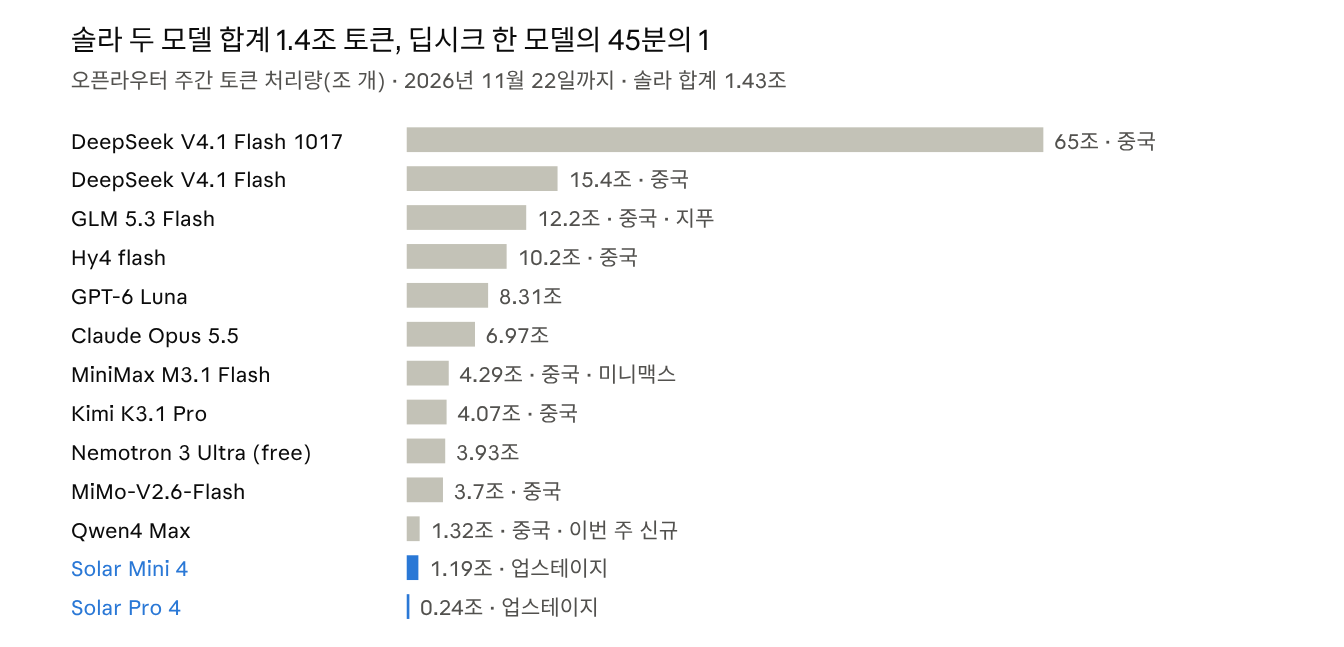 솔라 두 모델 합계 1.4조 토큰, 딥시크 한 모델의 45분의 1
오픈라우터 주간 토큰 처리량(조 개) · 2026년 11월 22일까지 · 솔라 합계 1.43조
DeepSeek V4.1 Flash 1017 65조 · 중국
DeepSeek V4.1 Flash 15.4조 · 중국
GLM 5.3 Flash 12.2조 · 중국 · 지푸
Hy4 flash 10.2조 · 중국
GPT-6 Luna 8.31조
Claude Opus 5.5 6.97조
MiniMax M3.1 Flash 4.29조 · 중국 · 미니맥스
Kimi K3.1 Pro 4.07조 · 중국
Nemotron 3 Ultra (free) 3.93조
MiMo-V2.6-Flash 3.7조 · 중국
Qwen4 Max 1.32조 · 중국 · 이번 주 신규
Solar Mini 4 1.19조 · 업스테이지
Solar Pro 4 0.24조 · 업스테이지